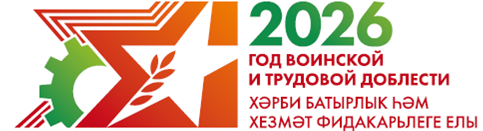 2026
ГОД ВОИНСКОЙ
И ТРУДОВОЙ ДОБЛЕСТИ
ХӘРБИ БАТЫРЛЫК ҺӘМ
ХЕЗМӘТ ФИДАКАРЬЛЕГЕ ЕЛЫ